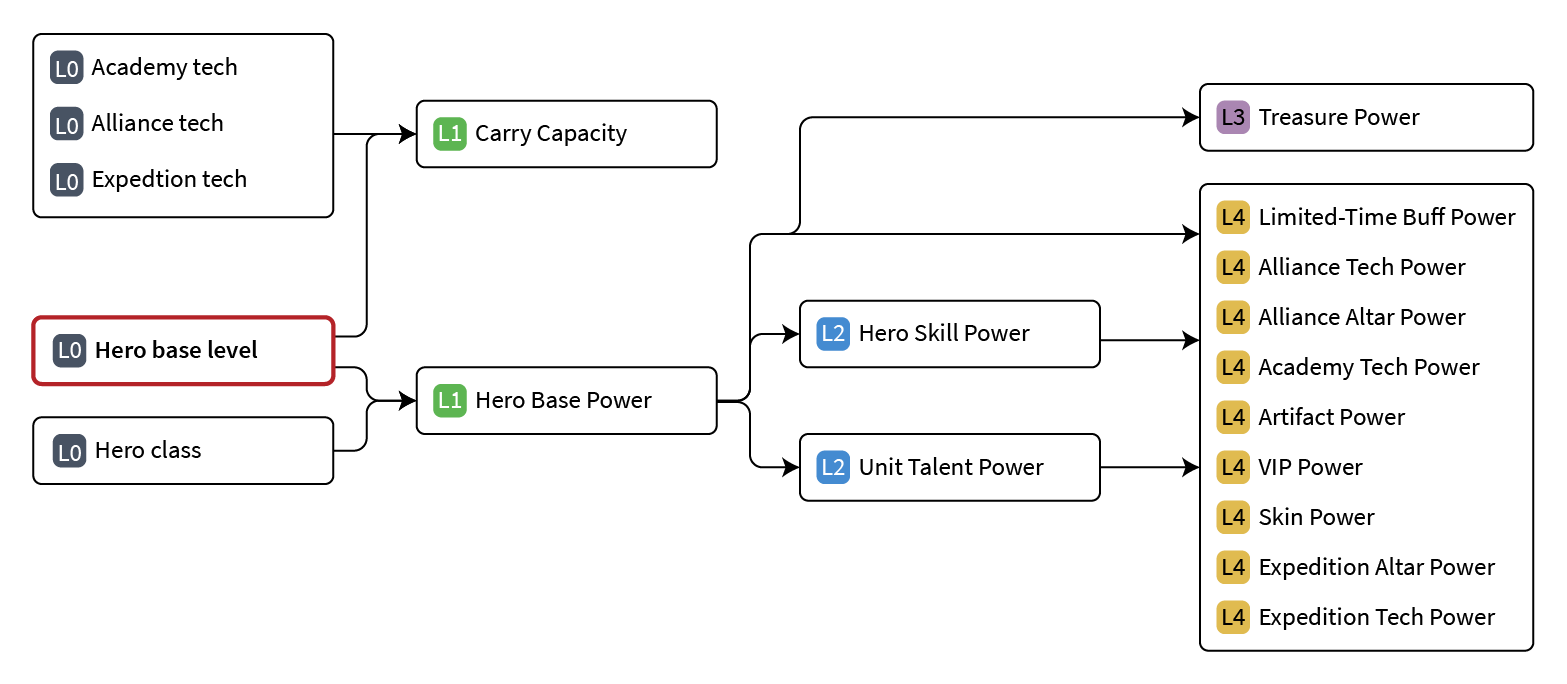 L0 Academy tech
L0 Alliance tech
L0 Expedtion tech
L0 Hero base level
L0 Hero class
L1 Carry Capacity
L1 Hero Base Power
L2 Hero Skill Power
L2 Unit Talent Power
L3 Treasure Power
L4 Limited-Time Buff Power
L4 Alliance Tech Power
L4 Alliance Altar Power
L4 Academy Tech Power
L4 Artifact Power
L4 VIP Power
L4 Skin Power
L4 Expedition Altar Power
L4 Expedition Tech Power